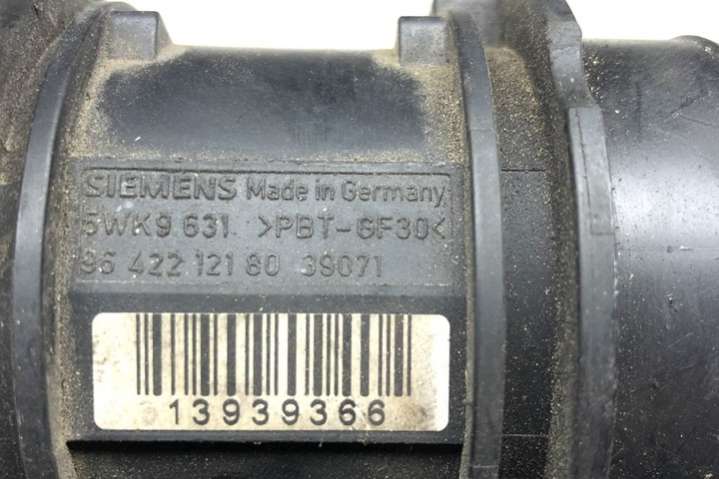 SIEMENS Made in Germany
5WK9 631 >PBT-GF30<
96 422 121 80 39071
13939366